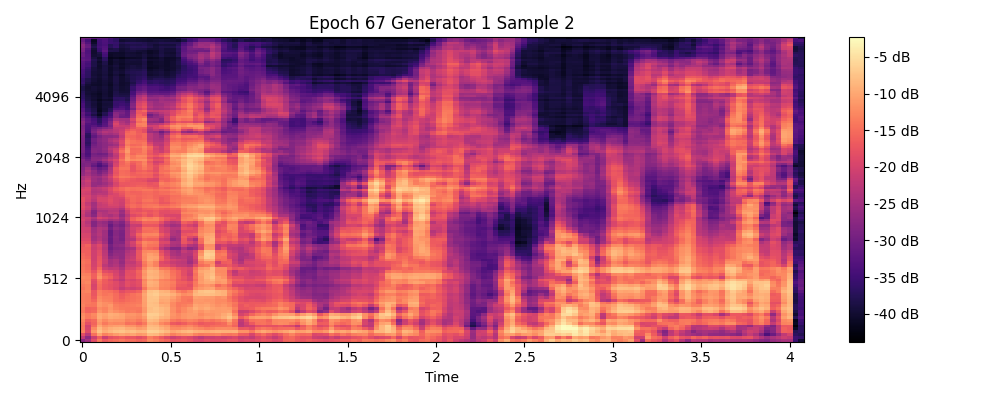 Epoch 67 Generator 1 Sample 2
Hz
4096
2048
1024
512
0
0 0.5 1 1.5 2 2.5 3 3.5 4
Time
-5 dB
-10 dB
-15 dB
-20 dB
-25 dB
-30 dB
-35 dB
-40 dB